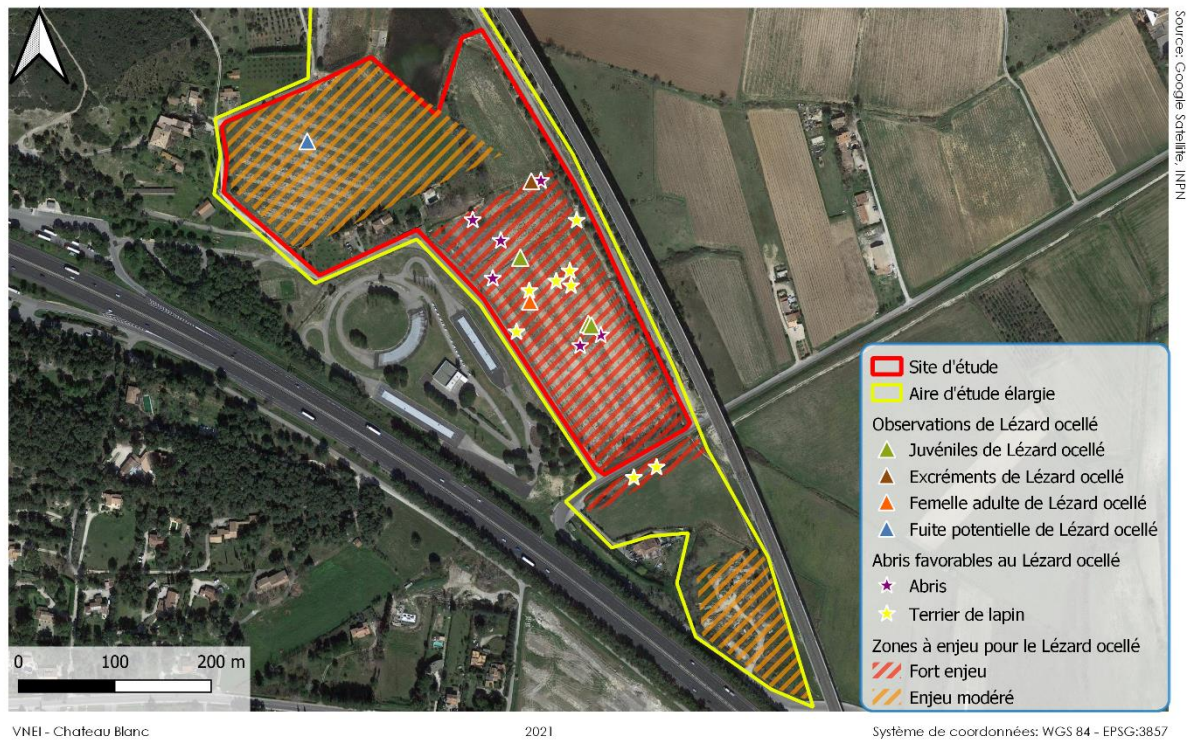 Source: Google Satellite, INPN
Site d'étude
Aire d'étude élargie
Observations de Lézard ocellé
Juvéniles de Lézard ocellé
Excréments de Lézard ocellé
Femelle adulte de Lézard ocellé
Fuite potentielle de Lézard ocellé
Abris favorables au Lézard ocellé
Abris
Terrier de lapin
Zones à enjeu pour le Lézard ocellé
Fort enjeu
Enjeu modéré
0 100 200 m
VNEI - Chateau Blanc
2021
Système de coordonnées: WGS 84 - EPSG:3857